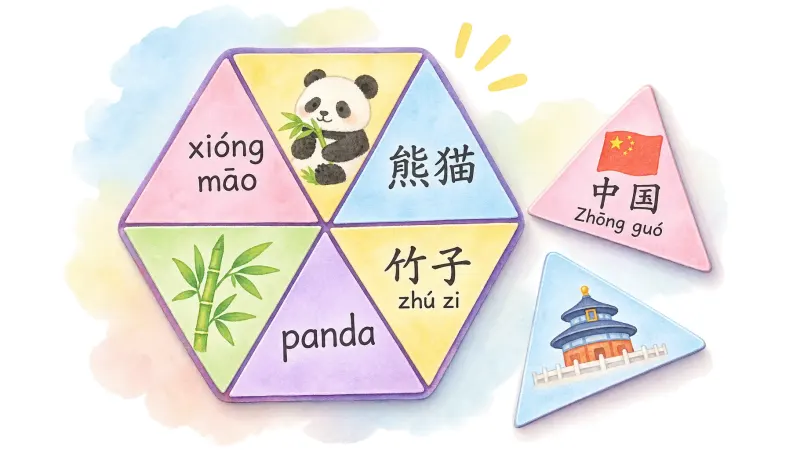 xióng
māo
熊猫
竹子
zhú zi
panda
中国
Zhōng guó